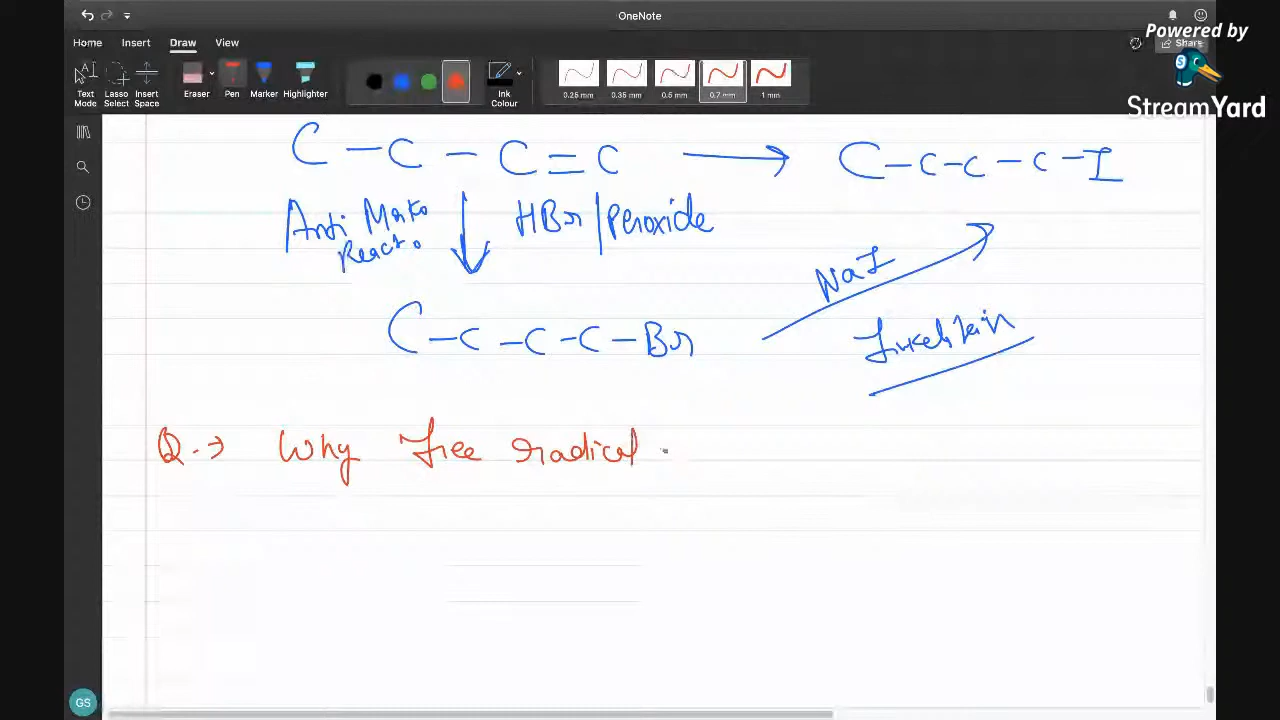 OneNote
Powered by
StreamYard
Home Insert Draw View
Share
Text Mode
Lasso Select
Insert Space
Eraser
Pen
Marker
Highlighter
Ink Colour
0.25 mm
0.35 mm
0.5 mm
0.7 mm
1 mm
C - C - C = C → C - C - C - C - I
Anti Marko
Reacto
HBr/Peroxide
C - C - C - C - Br
NaI
Q. → Why free radical
GS